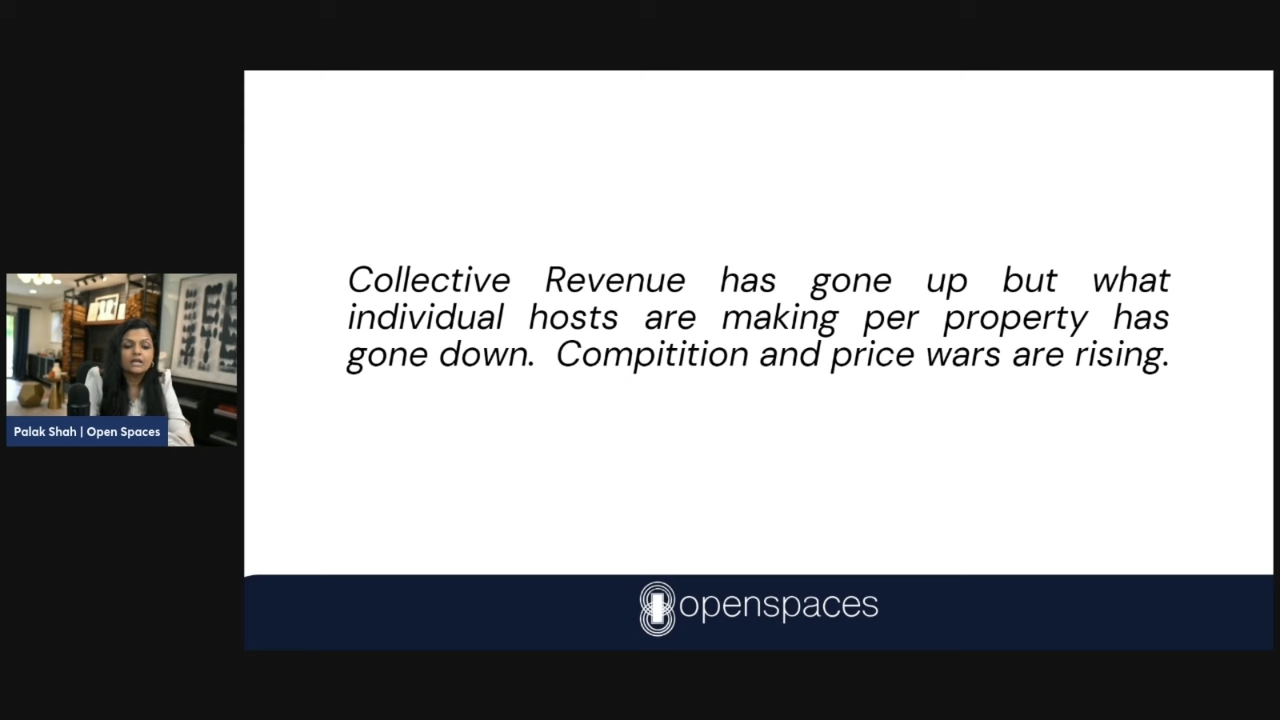 Collective Revenue has gone up but what
individual hosts are making per property has
gone down. Compitition and price wars are rising.
Palak Shah | Open Spaces
openspaces